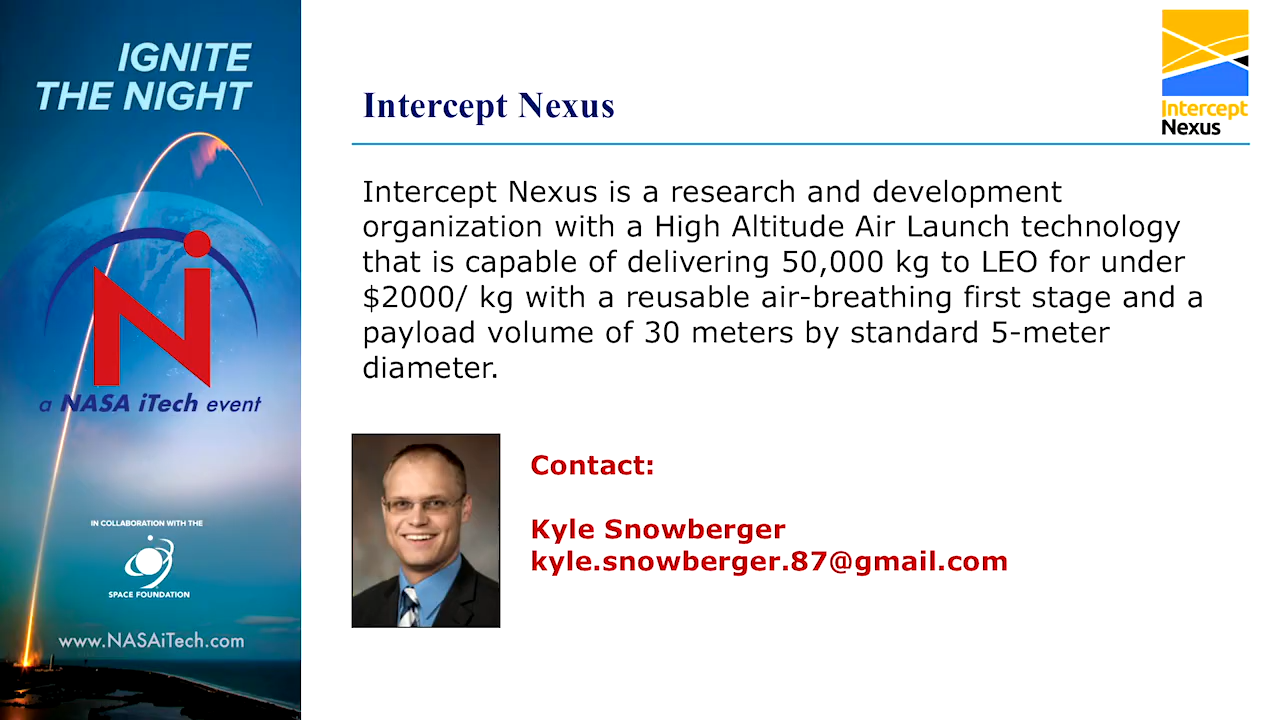 IGNITE
THE NIGHT
a NASA iTech event
IN COLLABORATION WITH THE
SPACE FOUNDATION
www.NASAiTech.com
Intercept Nexus
Intercept
Nexus
Intercept Nexus is a research and development
organization with a High Altitude Air Launch technology
that is capable of delivering 50,000 kg to LEO for under
$2000/ kg with a reusable air-breathing first stage and a
payload volume of 30 meters by standard 5-meter
diameter.
Contact:
Kyle Snowberger
kyle.snowberger.87@gmail.com